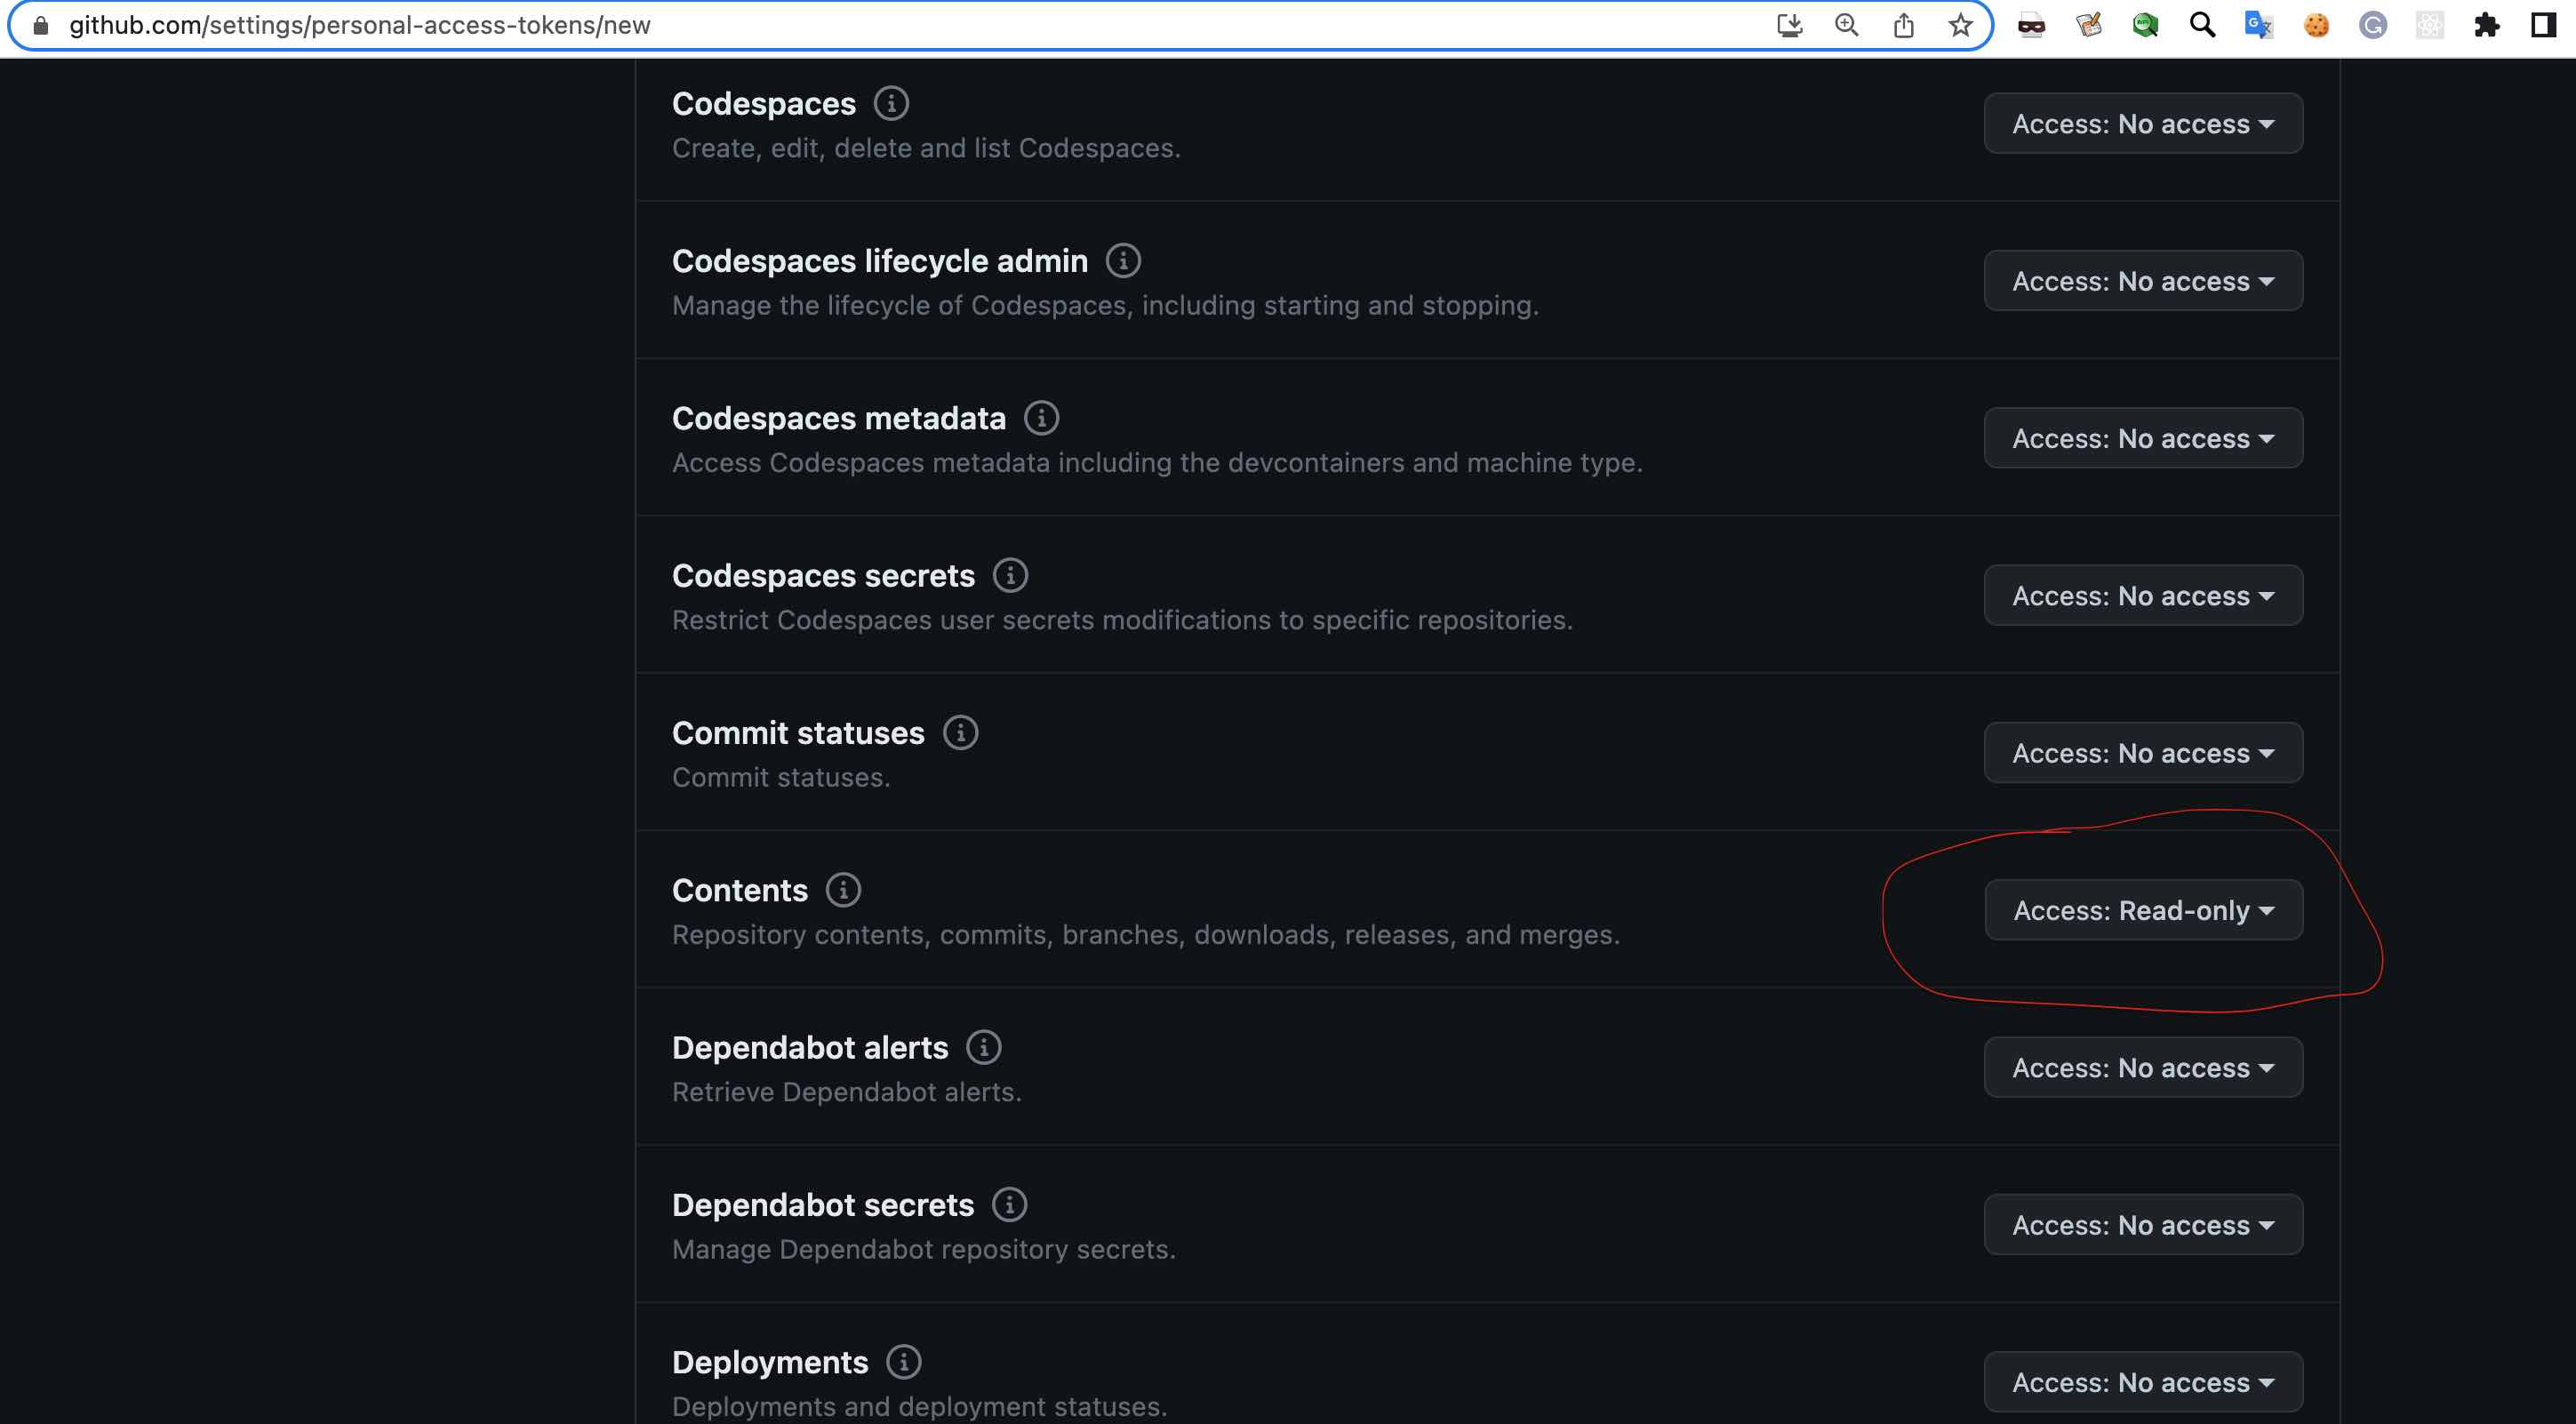 github.com/settings/personal-access-tokens/new
Codespaces
Create, edit, delete and list Codespaces.
Access: No access
Codespaces lifecycle admin
Manage the lifecycle of Codespaces, including starting and stopping.
Access: No access
Codespaces metadata
Access Codespaces metadata including the devcontainers and machine type.
Access: No access
Codespaces secrets
Restrict Codespaces user secrets modifications to specific repositories.
Access: No access
Commit statuses
Commit statuses.
Access: No access
Contents
Repository contents, commits, branches, downloads, releases, and merges.
Access: Read-only
Dependabot alerts
Retrieve Dependabot alerts.
Access: No access
Dependabot secrets
Manage Dependabot repository secrets.
Access: No access
Deployments
Deployments and deployment statuses.
Access: No access